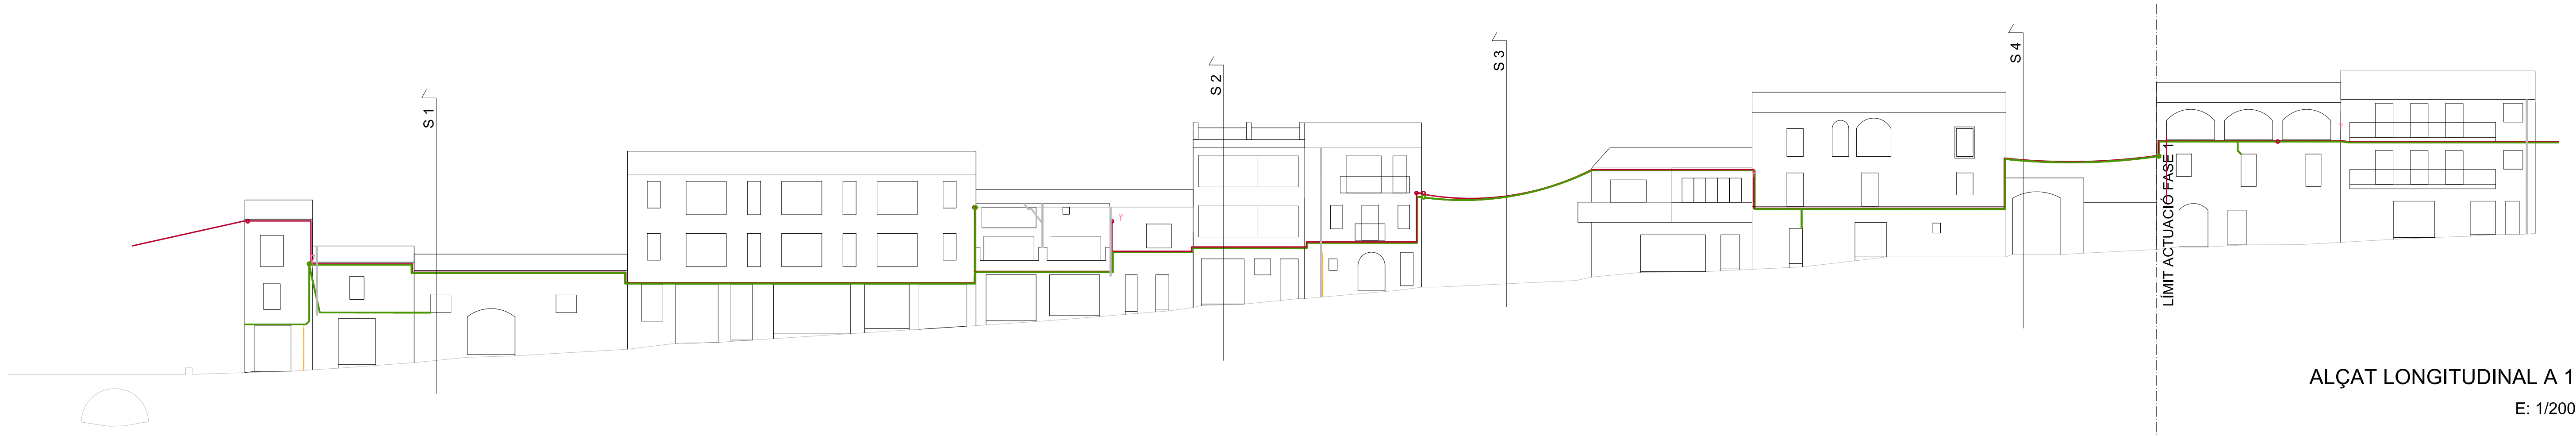 S 1
S 2
S 3
S 4
LÍMIT ACTUACIÓ FASE 1
ALÇAT LONGITUDINAL A 1
E: 1/200